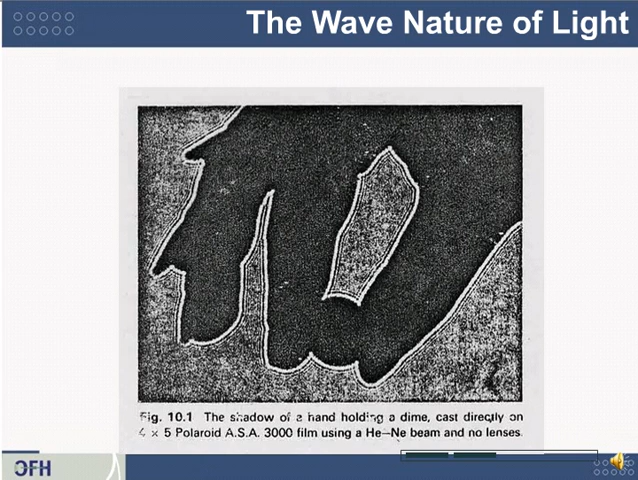 The Wave Nature of Light
Fig. 10.1 The shadow of a hand holding a dime, cast directly on
4 × 5 Polaroid A.S.A. 3000 film using a He–Ne beam and no lenses.
OFH